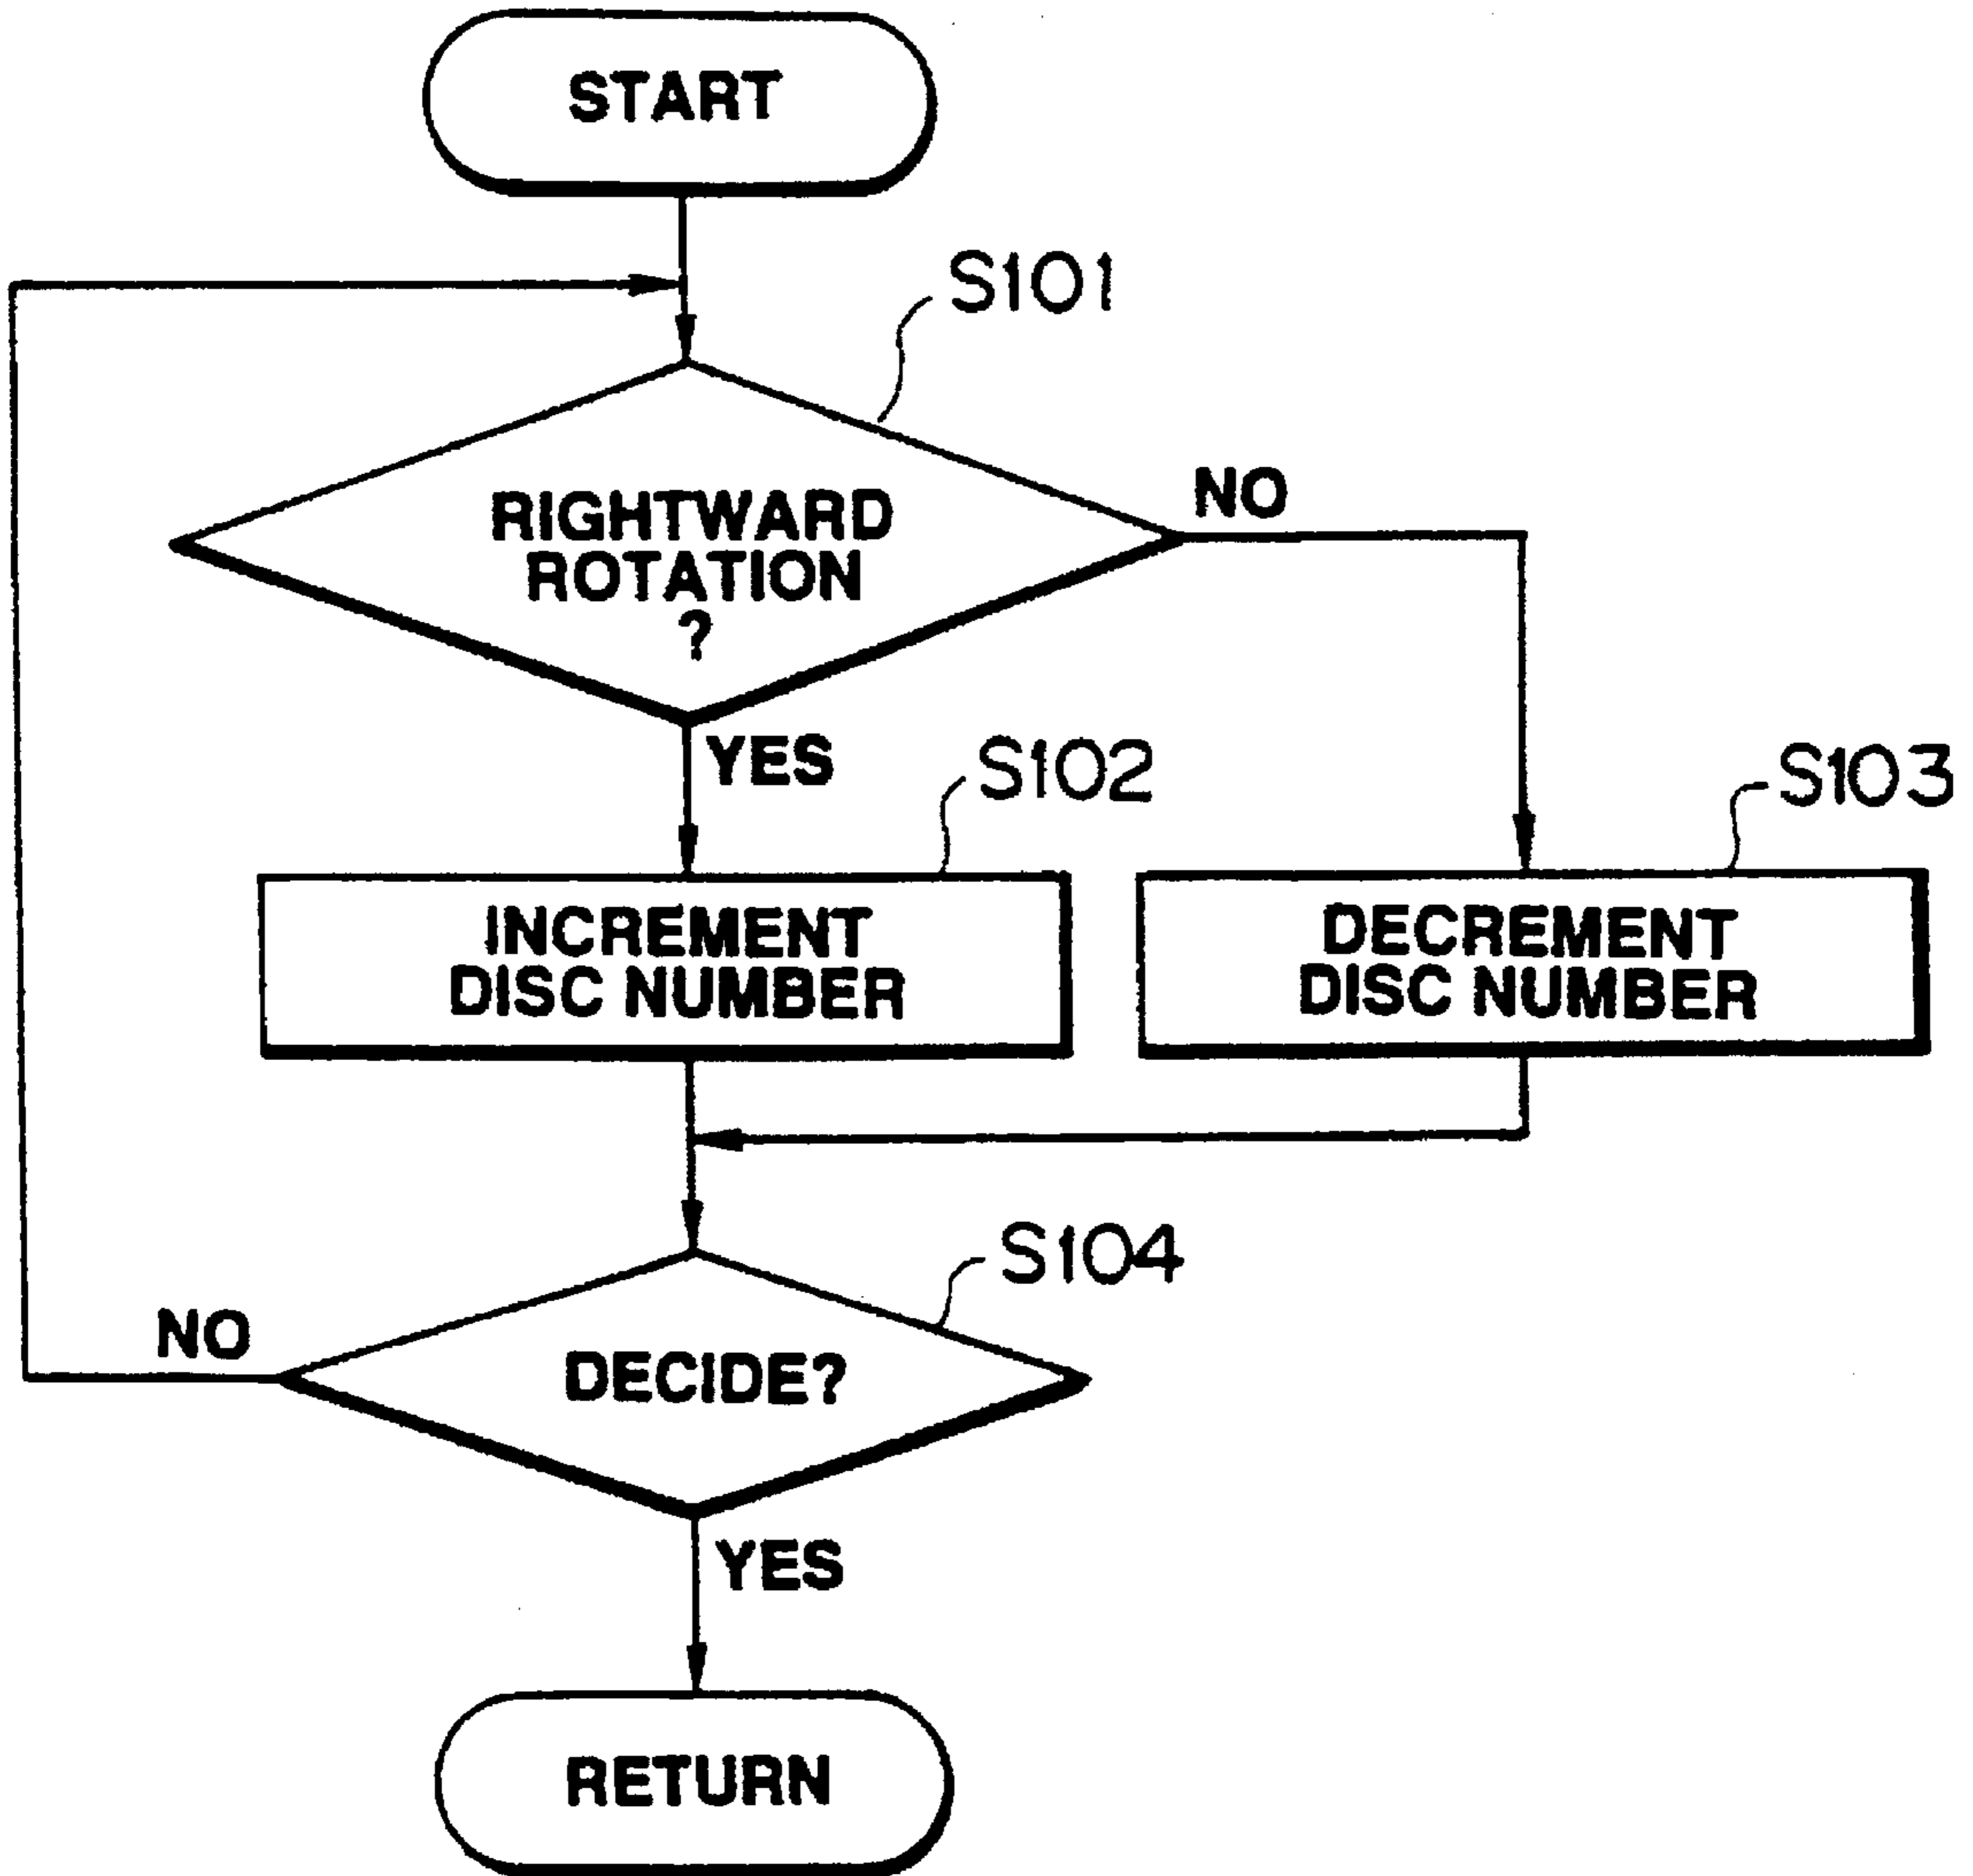 START
S101
RIGHTWARD
ROTATION
?
NO
YES
S102
S103
INCREMENT
DISC NUMBER
DECREMENT
DISC NUMBER
S104
NO
DECIDE?
YES
RETURN